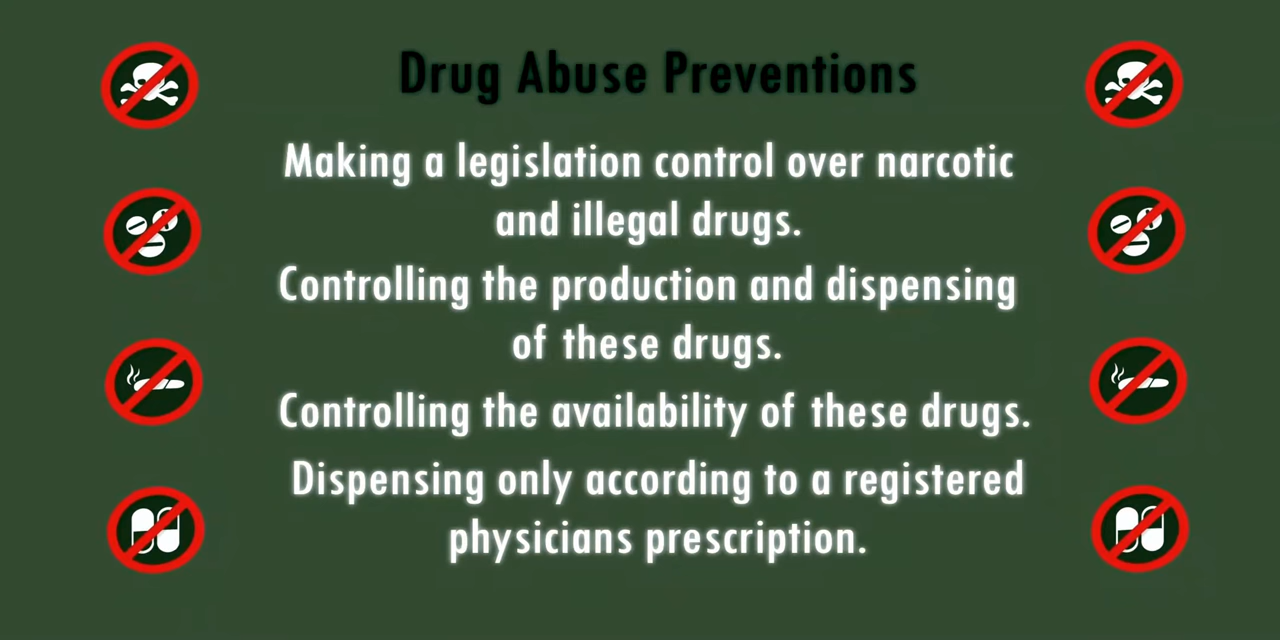 Drug Abuse Preventions
Making a legislation control over narcotic
and illegal drugs.
Controlling the production and dispensing
of these drugs.
Controlling the availability of these drugs.
Dispensing only according to a registered
physicians prescription.